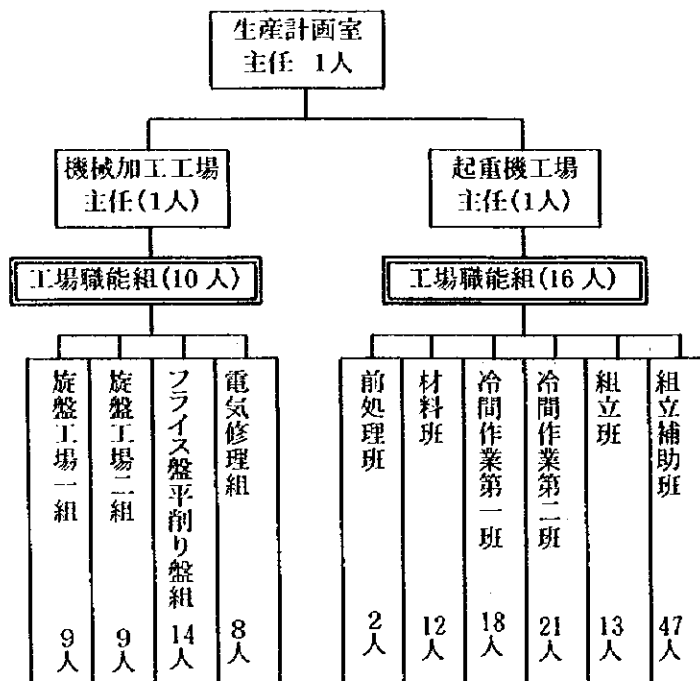 生産計画室
主任 1人
機械加工工場
主任(1人)
起重機工場
主任(1人)
工場職能組(10人)
工場職能組(16人)
旋盤工場一組
9人
旋盤工場二組
9人
フライス盤平削り盤組
14人
電気修理組
8人
前処理班
2人
材料班
12人
冷間作業第一班
18人
冷間作業第二班
21人
組立班
13人
組立補助班
47人